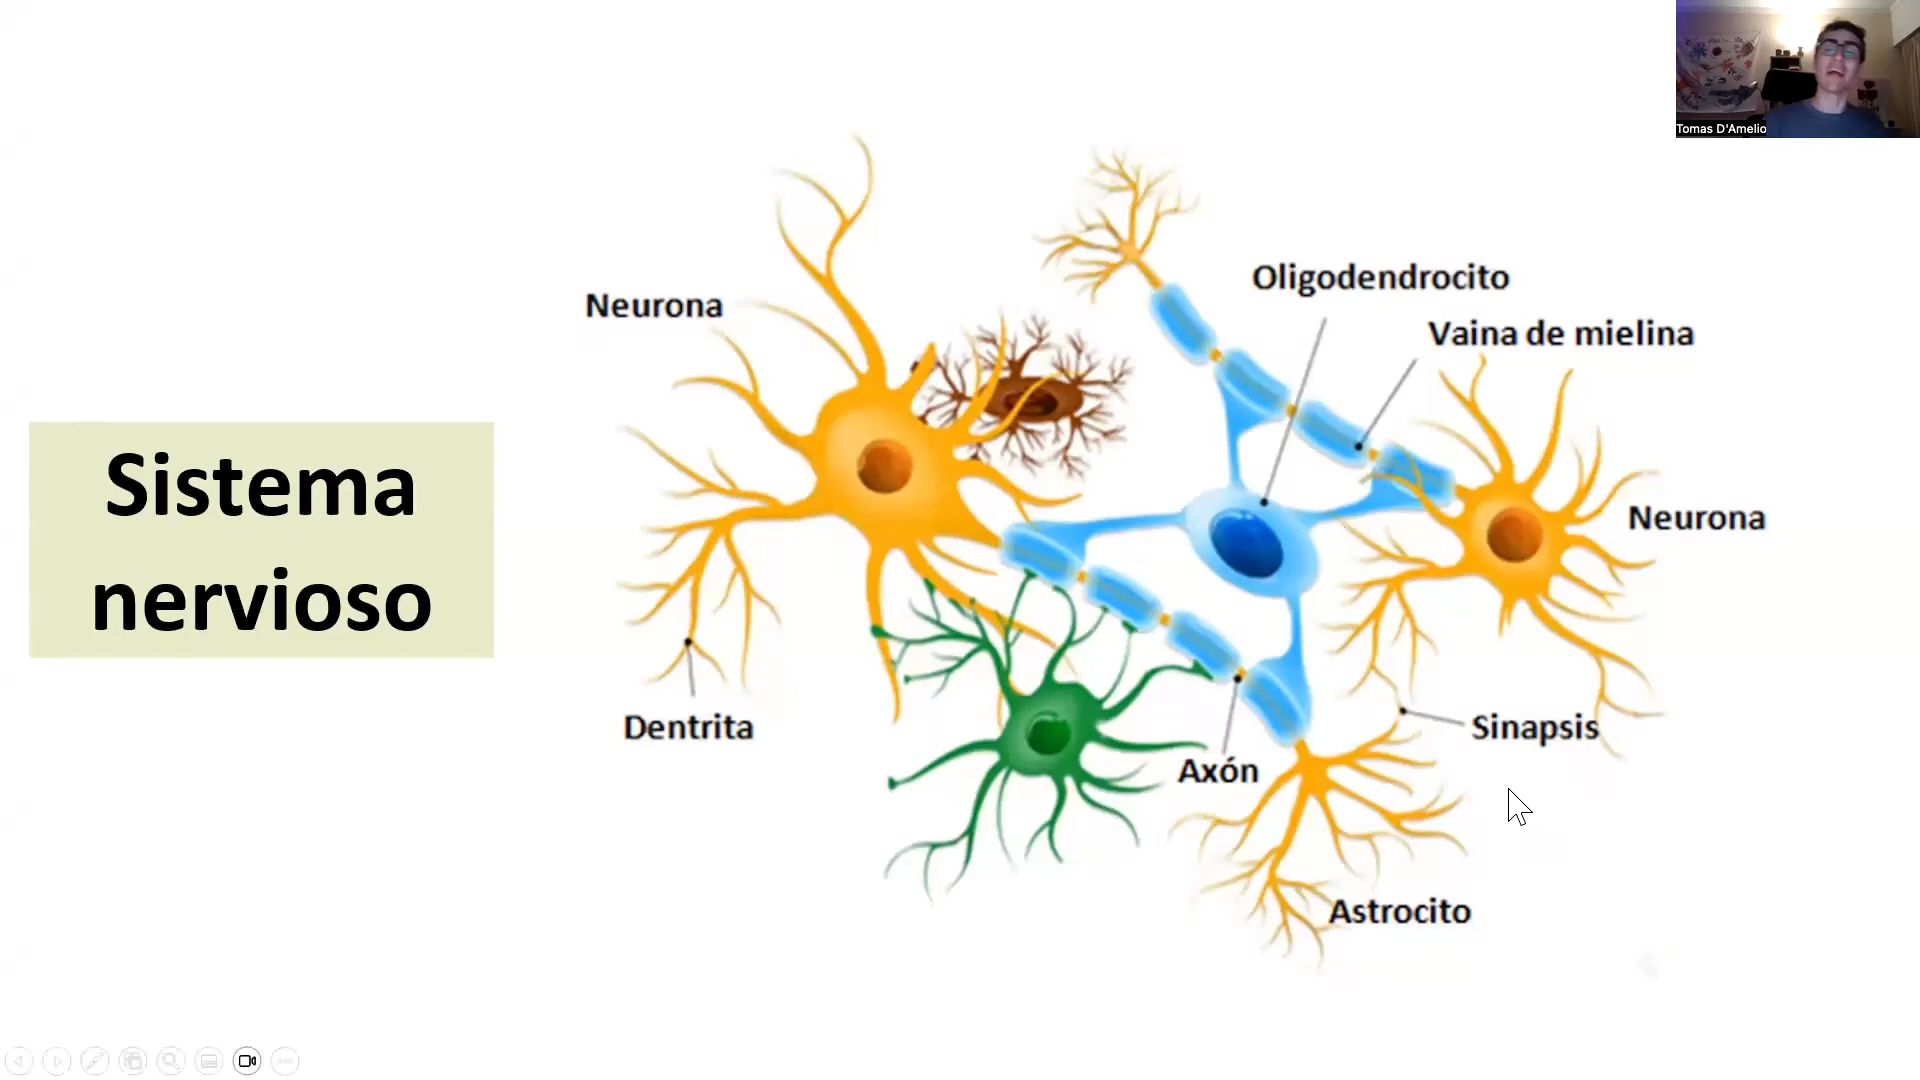 Tomas D'Amelio
Oligodendrocito
Neurona
Vaina de mielina
Sistema
nervioso
Neurona
Dentrita
Sinapsis
Axón
Astrocito